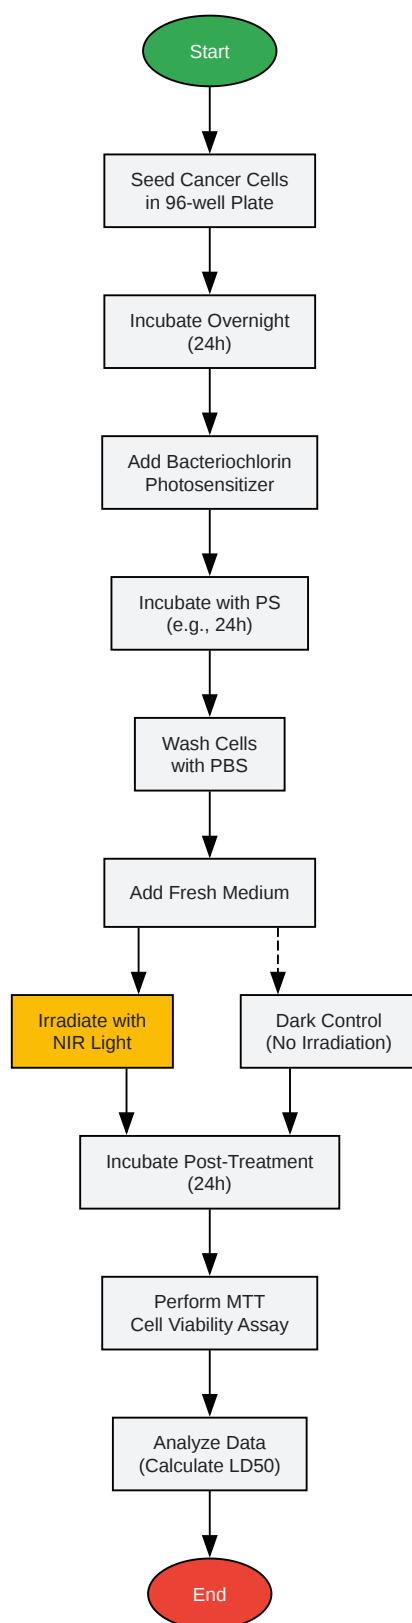 Start
Seed Cancer Cells
in 96-well Plate
Incubate Overnight
(24h)
Add Bacteriochlorin
Photosensitizer
Incubate with PS
(e.g., 24h)
Wash Cells
with PBS
Add Fresh Medium
Irradiate with
NIR Light
Dark Control
(No Irradiation)
Incubate Post-Treatment
(24h)
Perform MTT
Cell Viability Assay
Analyze Data
(Calculate LD50)
End